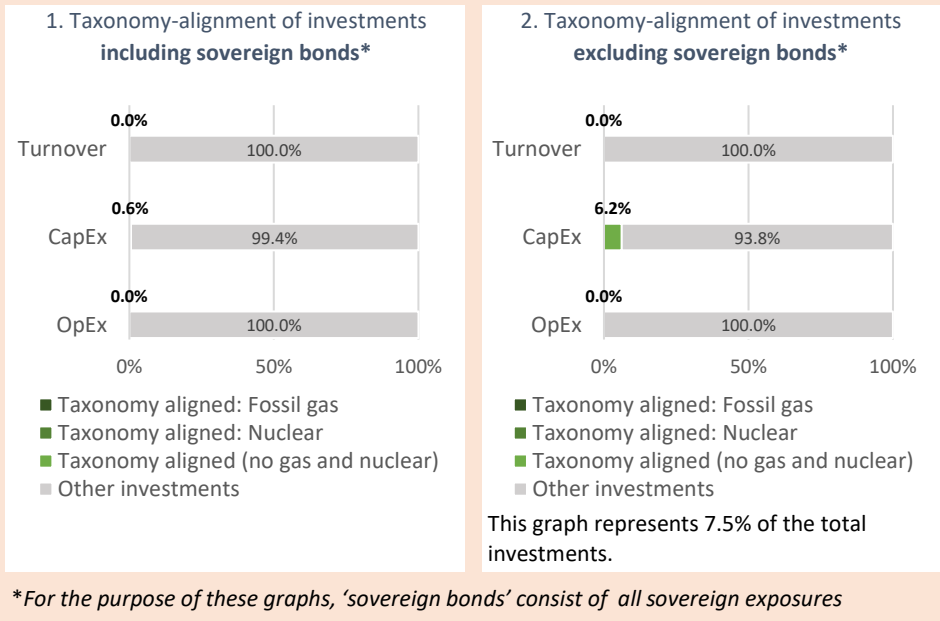 1. Taxonomy-alignment of investments
including sovereign bonds*
0.0%
Turnover
100.0%
0.6%
CapEx
99.4%
0.0%
OpEx
100.0%
0%
50%
100%
Taxonomy aligned: Fossil gas
Taxonomy aligned: Nuclear
Taxonomy aligned (no gas and nuclear)
Other investments
2. Taxonomy-alignment of investments
excluding sovereign bonds*
0.0%
Turnover
100.0%
6.2%
CapEx
93.8%
0.0%
OpEx
100.0%
0%
50%
100%
Taxonomy aligned: Fossil gas
Taxonomy aligned: Nuclear
Taxonomy aligned (no gas and nuclear)
Other investments
This graph represents 7.5% of the total
investments.
*For the purpose of these graphs, ‘sovereign bonds’ consist of all sovereign exposures